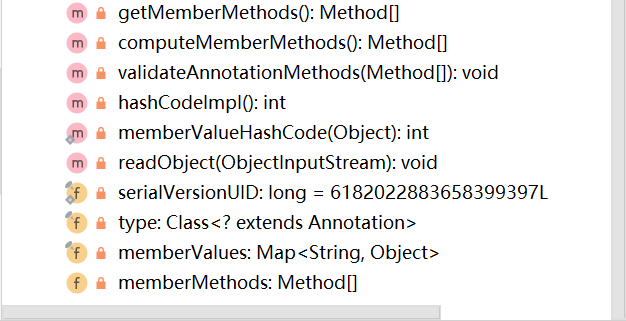 getMemberMethods(): Method[]
computeMemberMethods(): Method[]
validateAnnotationMethods(Method[]): void
hashCodeImpl(): int
memberValueHashCode(Object): int
readObject(ObjectInputStream): void
serialVersionUID: long = 6182022883658399397L
type: Class<? extends Annotation>
memberValues: Map<String, Object>
memberMethods: Method[]